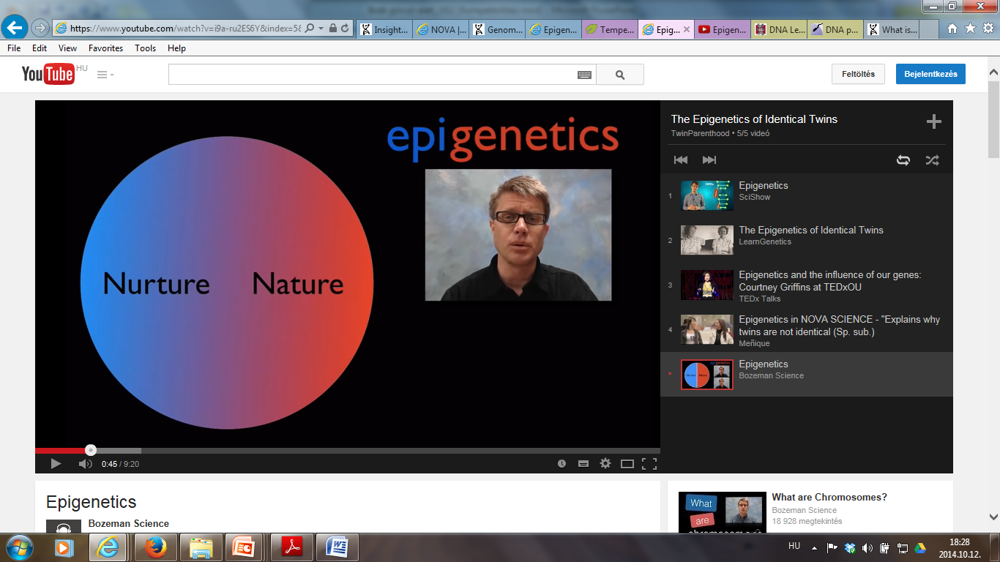 https://www.youtube.com/watch?v=i9a-ru2ES6Y&index=5&
Insight...
NOVA |...
Genom...
Epigen...
Tempe...
Epig...
Epigen...
DNA Le...
DNA p...
What is...
File Edit View Favorites Tools Help
YouTube HU
Feltöltés
Bejelentkezés
epigenetics
Nurture Nature
0:45 / 9:20
The Epigenetics of Identical Twins
TwinParenthood • 5/5 videó
1
Epigenetics
SciShow
2
The Epigenetics of Identical Twins
LearnGenetics
3
Epigenetics and the influence of our genes:
Courtney Griffins at TEDxOU
TEDx Talks
4
Epigenetics in NOVA SCIENCE - "Explains why
twins are not identical (Sp. sub.)
Meñique
Epigenetics
Bozeman Science
Epigenetics
Bozeman Science
What
are
What are Chromosomes?
Bozeman Science
18 928 megtekintés
HU
18:28
2014.10.12.